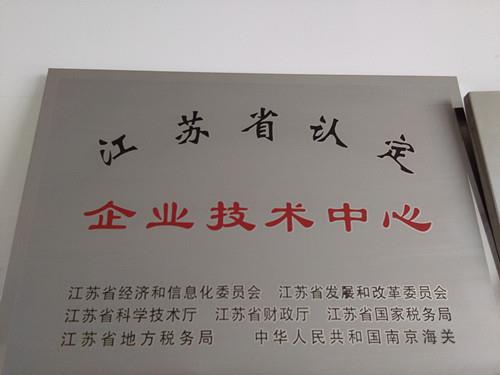 江苏省认定
企业技术中心
江苏省经济和信息化委员会 江苏省发展和改革委员会
江苏省科学技术厅 江苏省财政厅 江苏省国家税务局
江苏省地方税务局 中华人民共和国南京海关